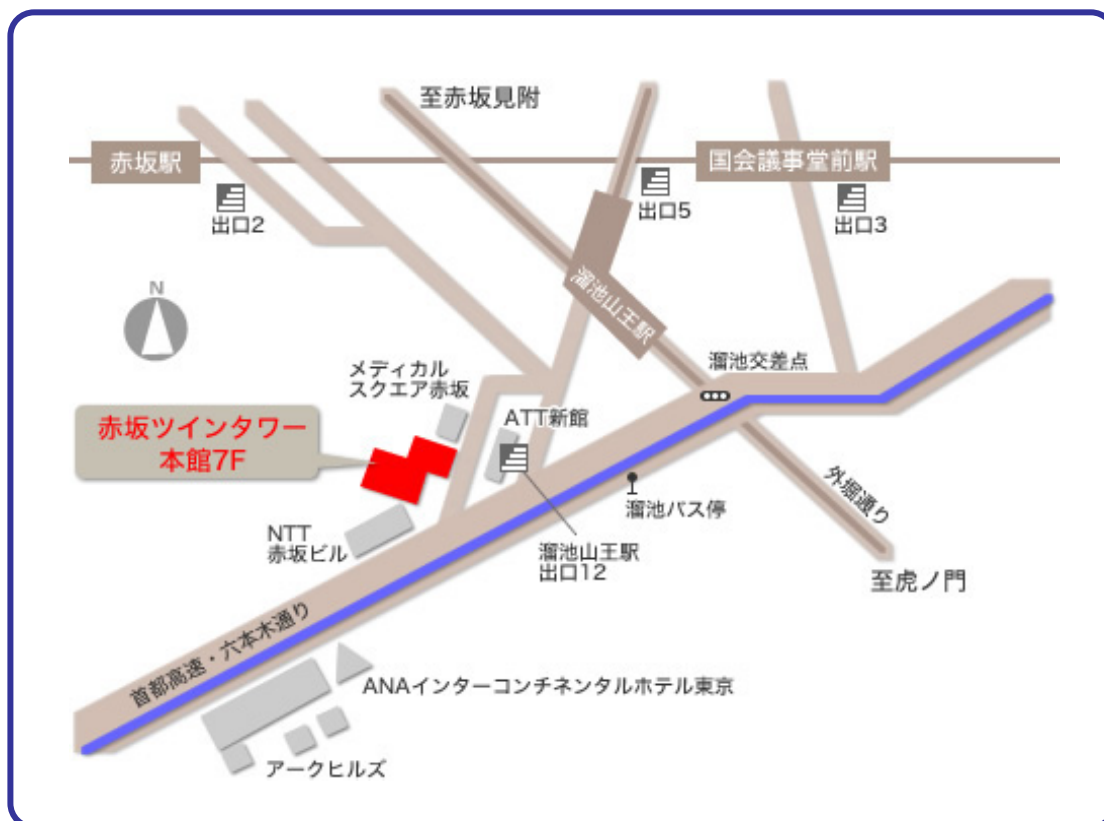 至赤坂見附
赤坂駅
国会議事堂前駅
出口2
出口5
出口3
N
溜池山王駅
溜池交差点
メディカル
スクエア赤坂
ATT新館
赤坂ツインタワー
本館7F
外堀通り
溜池バス停
NTT
赤坂ビル
溜池山王駅
出口12
至虎ノ門
首都高速・六本木通り
ANAインターコンチネンタルホテル東京
アークヒルズ